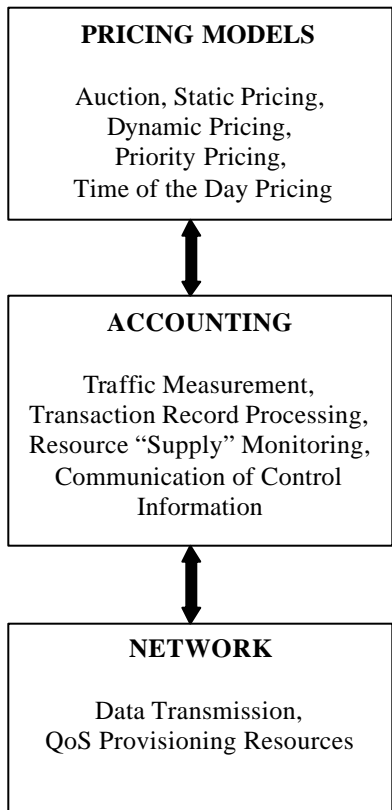 PRICING MODELS
Auction, Static Pricing,
Dynamic Pricing,
Priority Pricing,
Time of the Day Pricing
ACCOUNTING
Traffic Measurement,
Transaction Record Processing,
Resource “Supply” Monitoring,
Communication of Control
Information
NETWORK
Data Transmission,
QoS Provisioning Resources